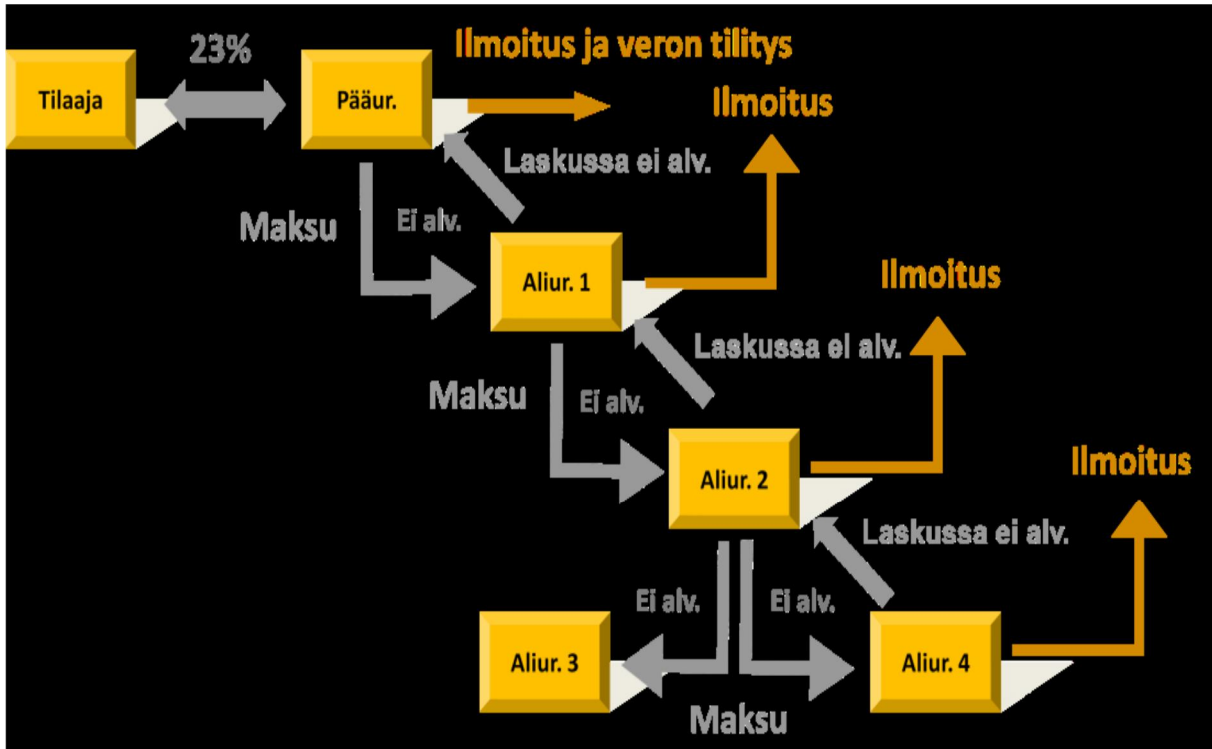 23%
Ilmoitus ja veron tilitys
Tilaaja
Pääur.
Ilmoitus
Laskussa ei alv.
Maksu
Ei alv.
Aliur. 1
Ilmoitus
Laskussa ei alv.
Maksu
Ei alv.
Aliur. 2
Ilmoitus
Laskussa ei alv.
Ei alv.
Ei alv.
Aliur. 3
Aliur. 4
Maksu